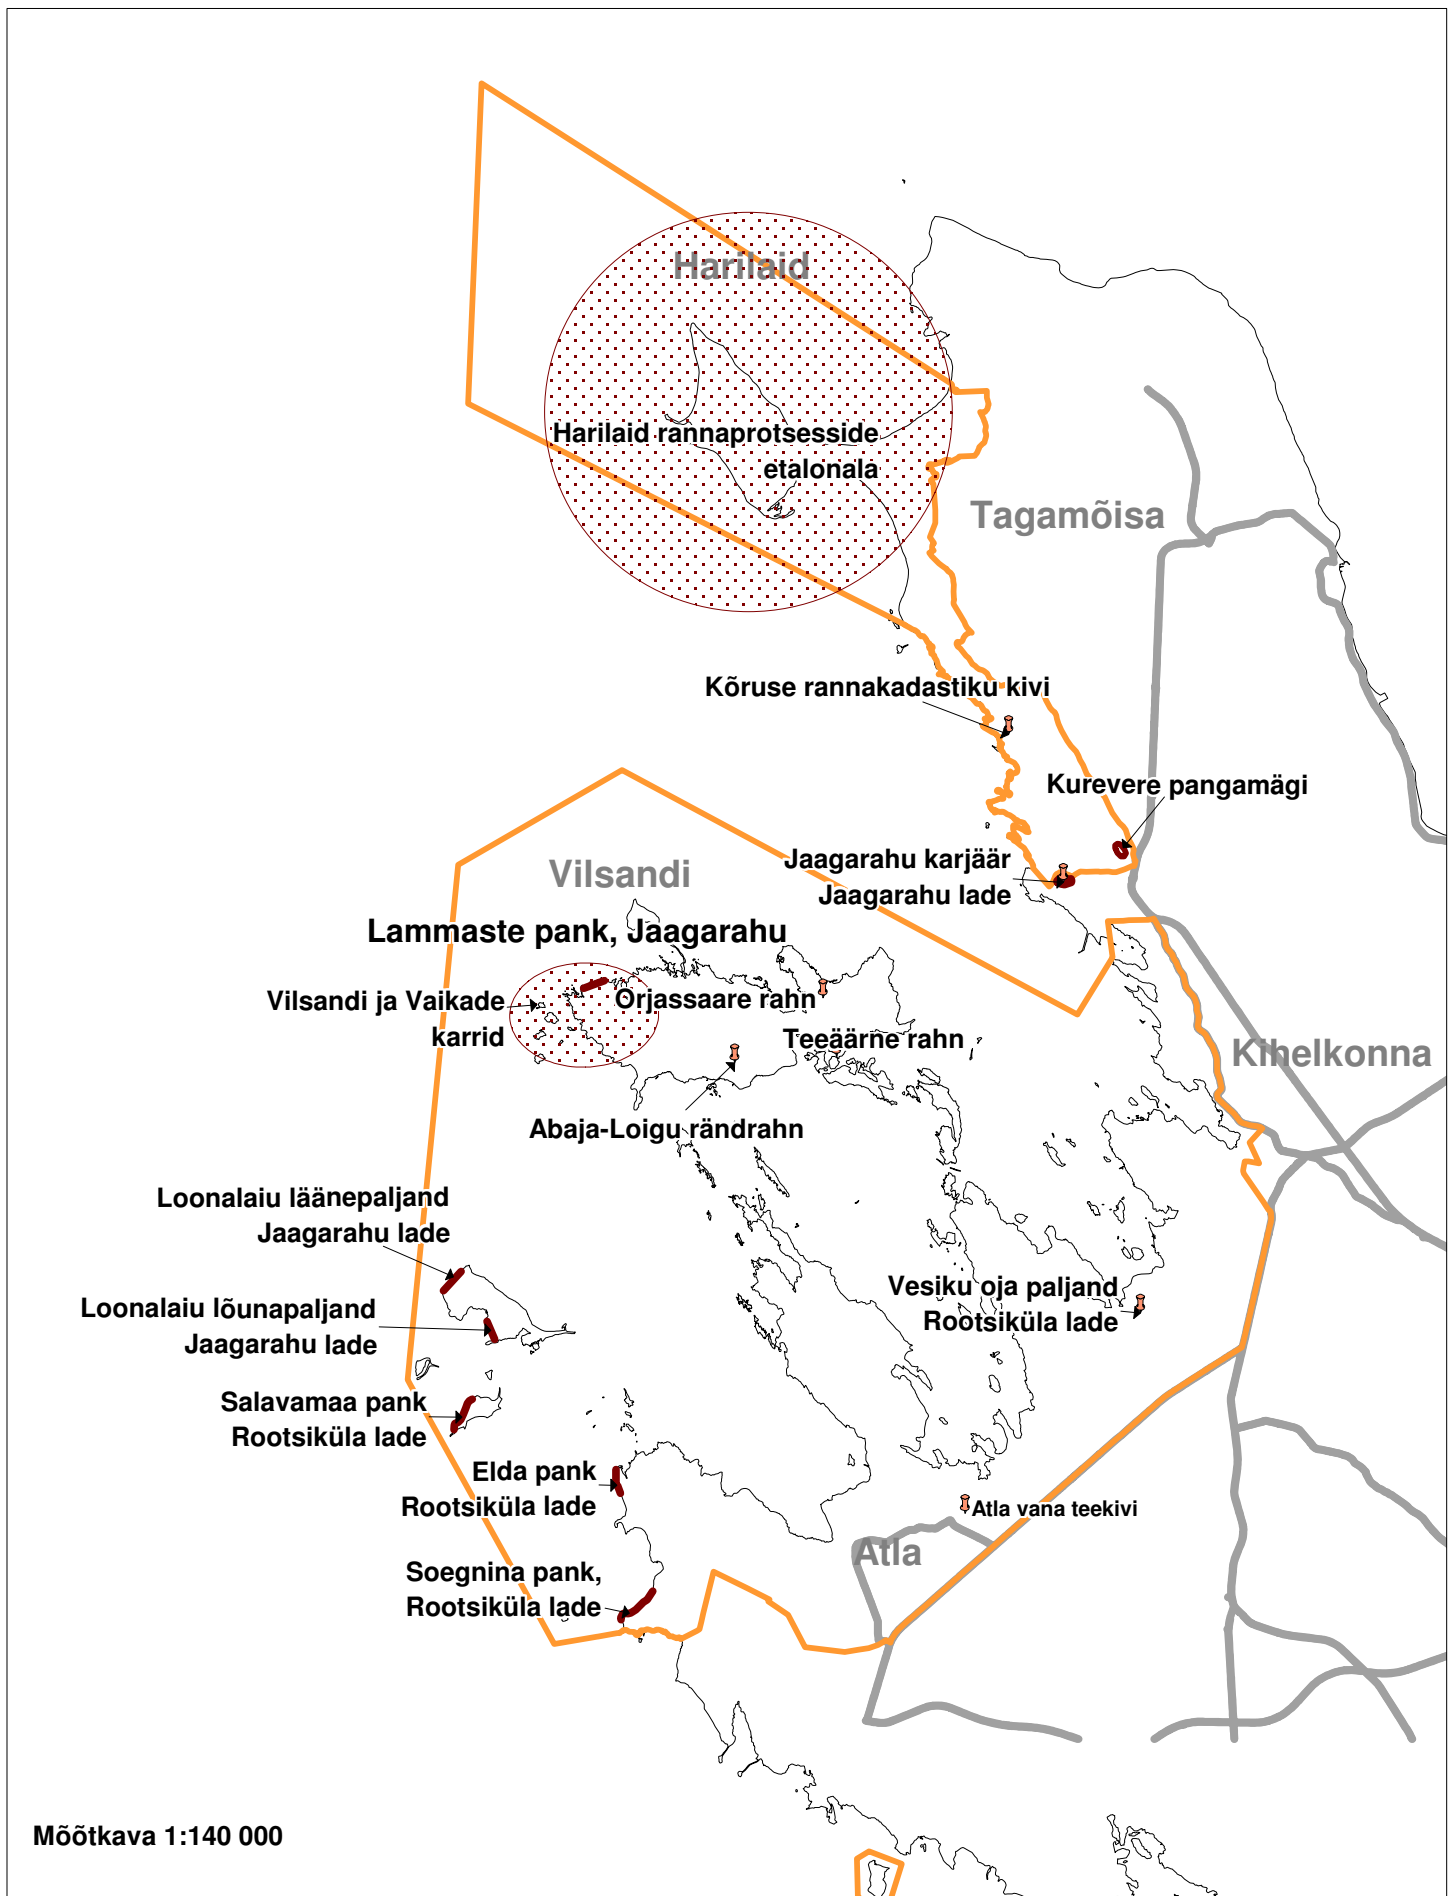 Harilaid
Harilaid rannaprotsesside
etalonala
Tagamõisa
Kõruse rannakadastiku kivi
Kurevere pangamägi
Jaagarahu karjäär
Jaagarahu lade
Vilsandi
Lammaste pank, Jaagarahu
Vilsandi ja Vaikade
karrid
Orjassaare rahn
Teeäärne rahn
Kihelkonna
Abaja-Loigu rändrahn
Loonalaiu läänepaljand
Jaagarahu lade
Vesiku oja paljand
Rootsiküla lade
Loonalaiu lõunapaljand
Jaagarahu lade
Salavamaa pank
Rootsiküla lade
Elda pank
Rootsiküla lade
Atla vana teekivi
Atla
Soegnina pank,
Rootsiküla lade
Mõõtkava 1:140 000